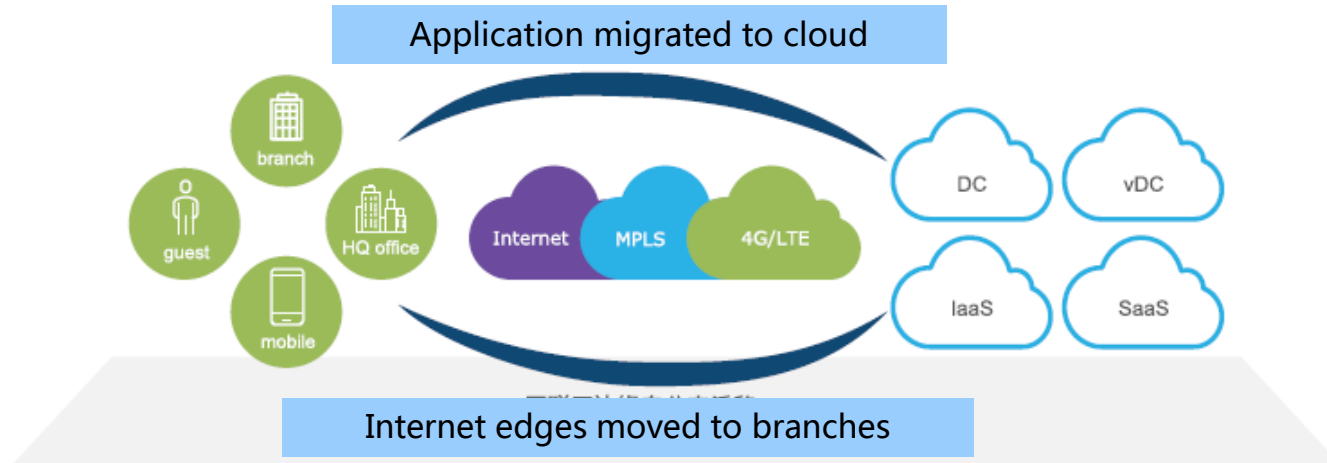 Application migrated to cloud
branch
guest
HQ office
mobile
Internet
MPLS
4G/LTE
DC
vDC
IaaS
SaaS
Internet edges moved to branches